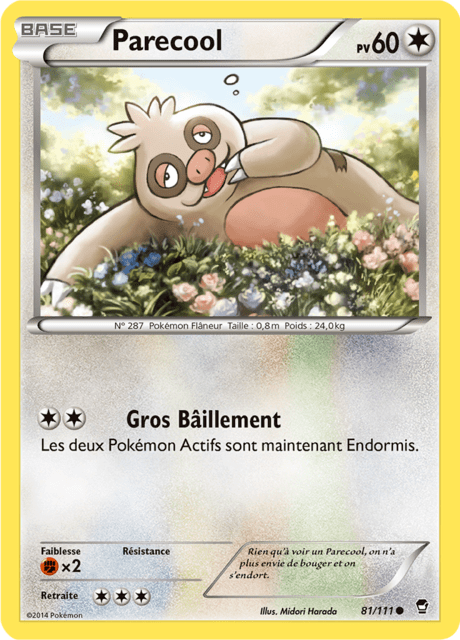 BASE
Parecool
PV60
N° 287 Pokémon Flâneur Taille : 0,8m Poids : 24,0kg
Gros Bâillement
Les deux Pokémon Actifs sont maintenant Endormis.
Faiblesse Résistance
×2
Retraite
Rien qu'à voir un Parecool, on n'a
plus envie de bouger et on
s'endort.
©2014 Pokémon
Illus. Midori Harada
81/111